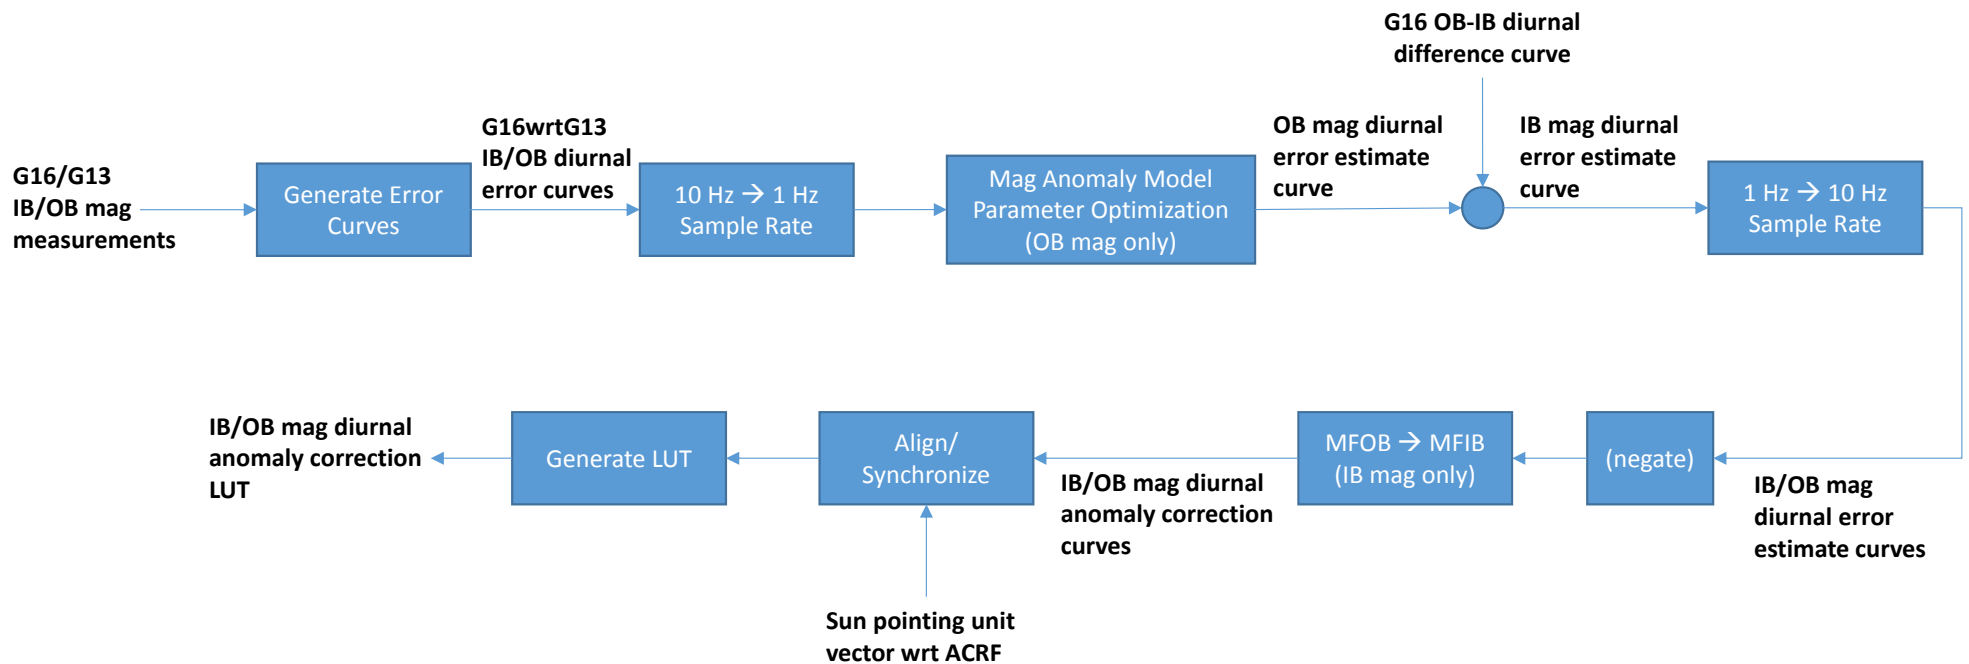 G16 OB-IB diurnal
difference curve
G16/G13
IB/OB mag
measurements
Generate Error
Curves
G16wrtG13
IB/OB diurnal
error curves
10 Hz → 1 Hz
Sample Rate
Mag Anomaly Model
Parameter Optimization
(OB mag only)
OB mag diurnal
error estimate
curve
IB mag diurnal
error estimate
curve
1 Hz → 10 Hz
Sample Rate
IB/OB mag
diurnal error
estimate curves
(negate)
MFOB → MFIB
(IB mag only)
IB/OB mag diurnal
anomaly correction
curves
Align/
Synchronize
Sun pointing unit
vector wrt ACRF
Generate LUT
IB/OB mag diurnal
anomaly correction
LUT